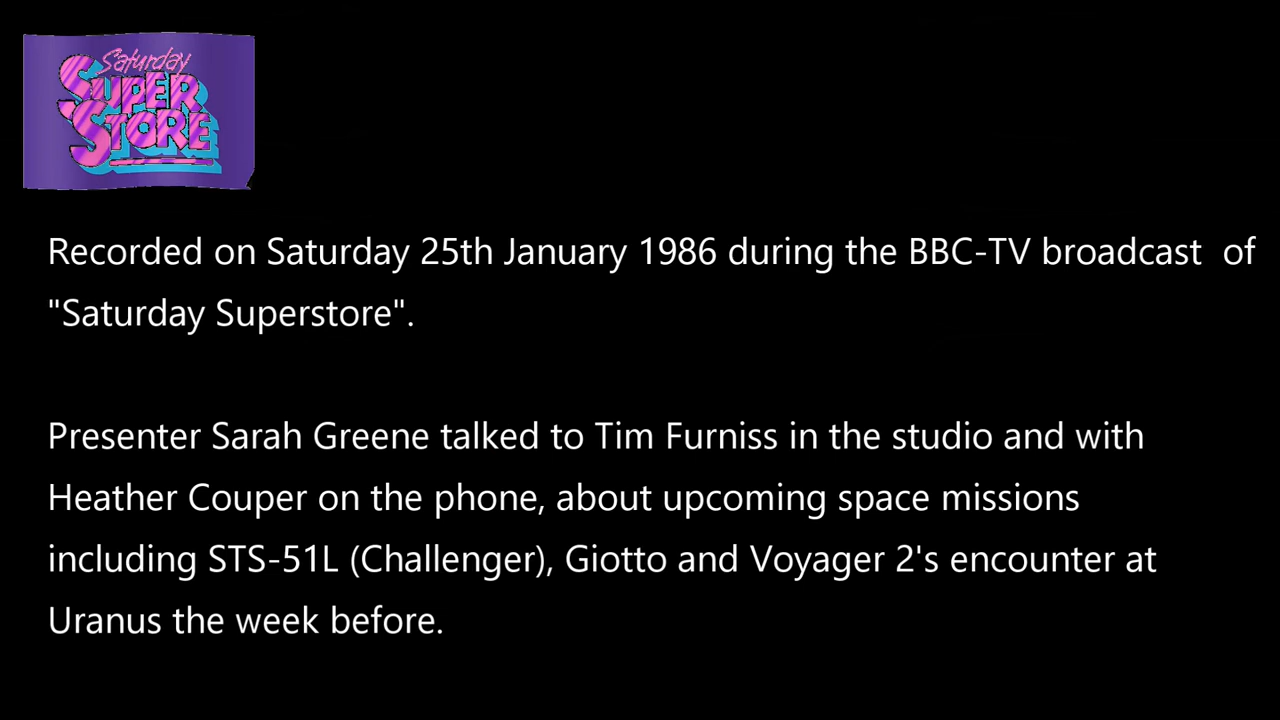 Saturday
SUPER
STORE
Recorded on Saturday 25th January 1986 during the BBC-TV broadcast  of
"Saturday Superstore".
Presenter Sarah Greene talked to Tim Furniss in the studio and with
Heather Couper on the phone, about upcoming space missions
including STS-51L (Challenger), Giotto and Voyager 2's encounter at
Uranus the week before.